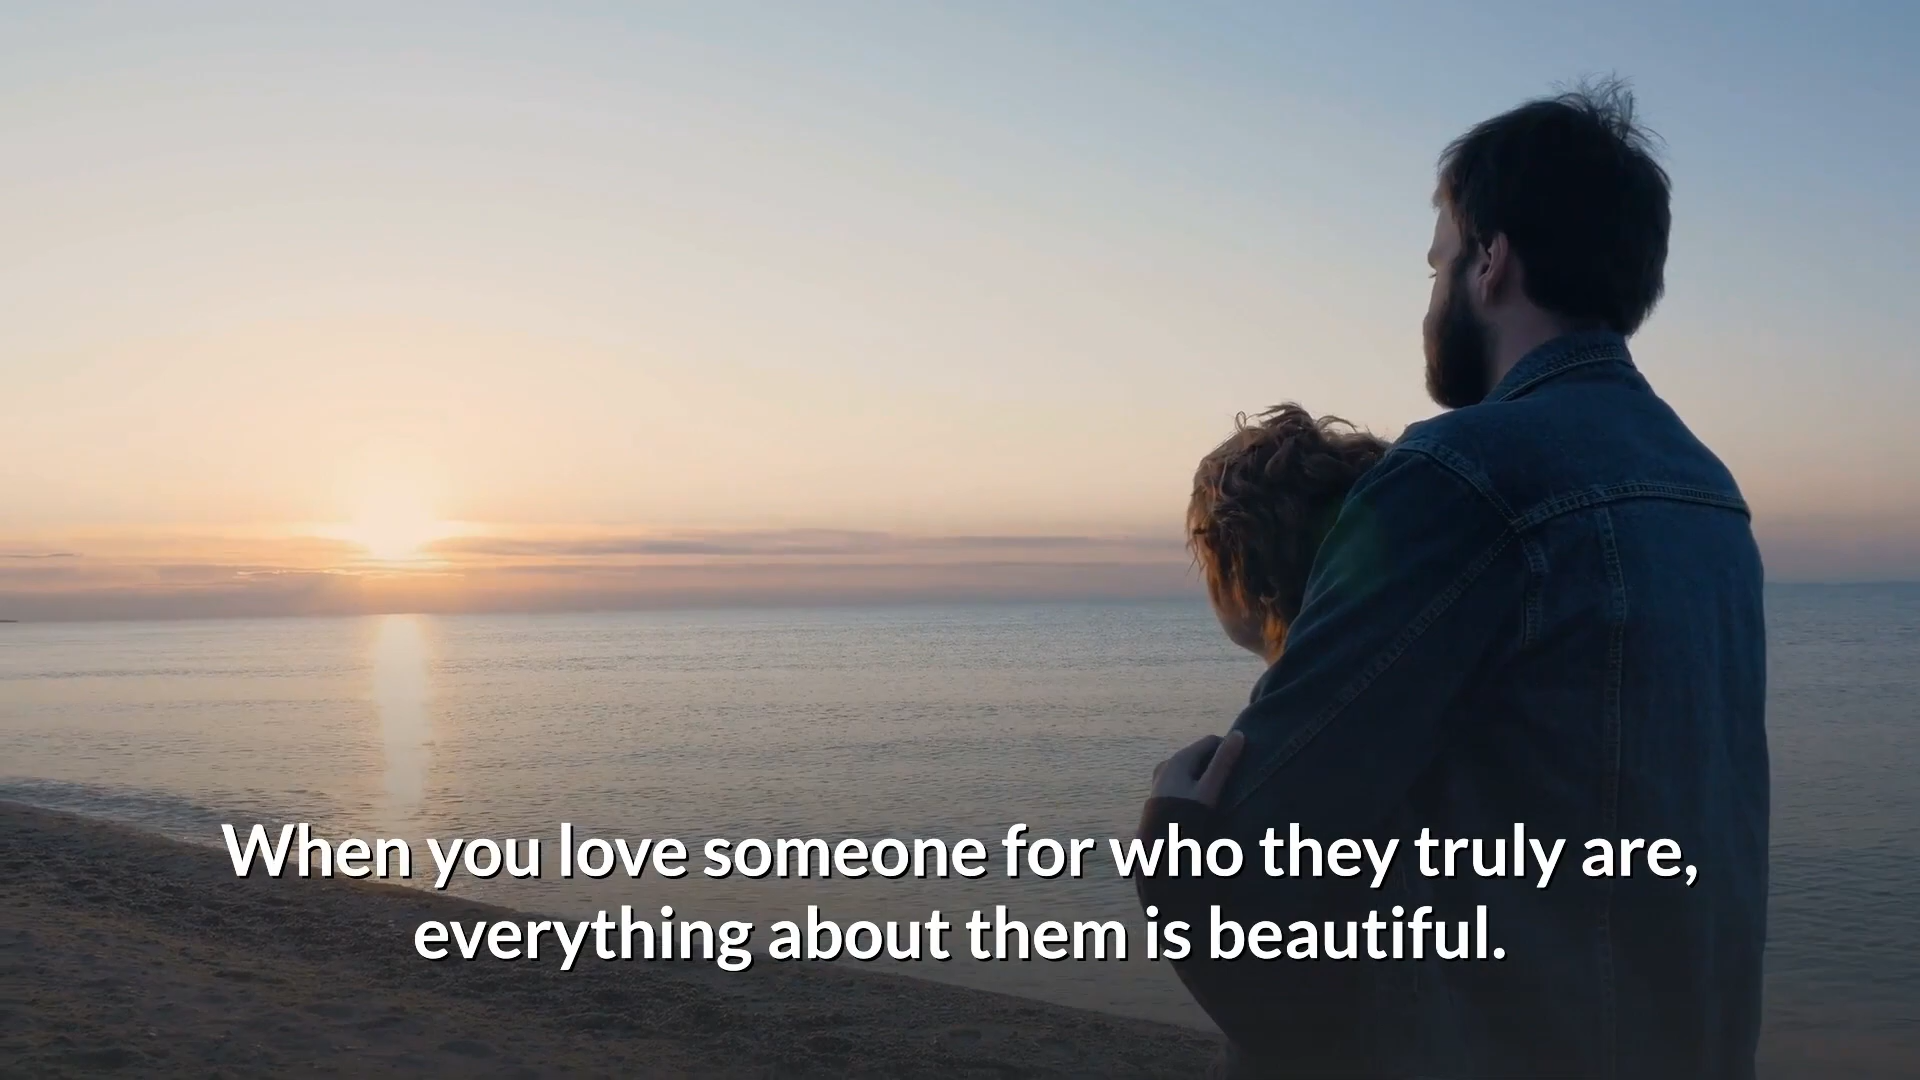 When you love someone for who they truly are,
everything about them is beautiful.